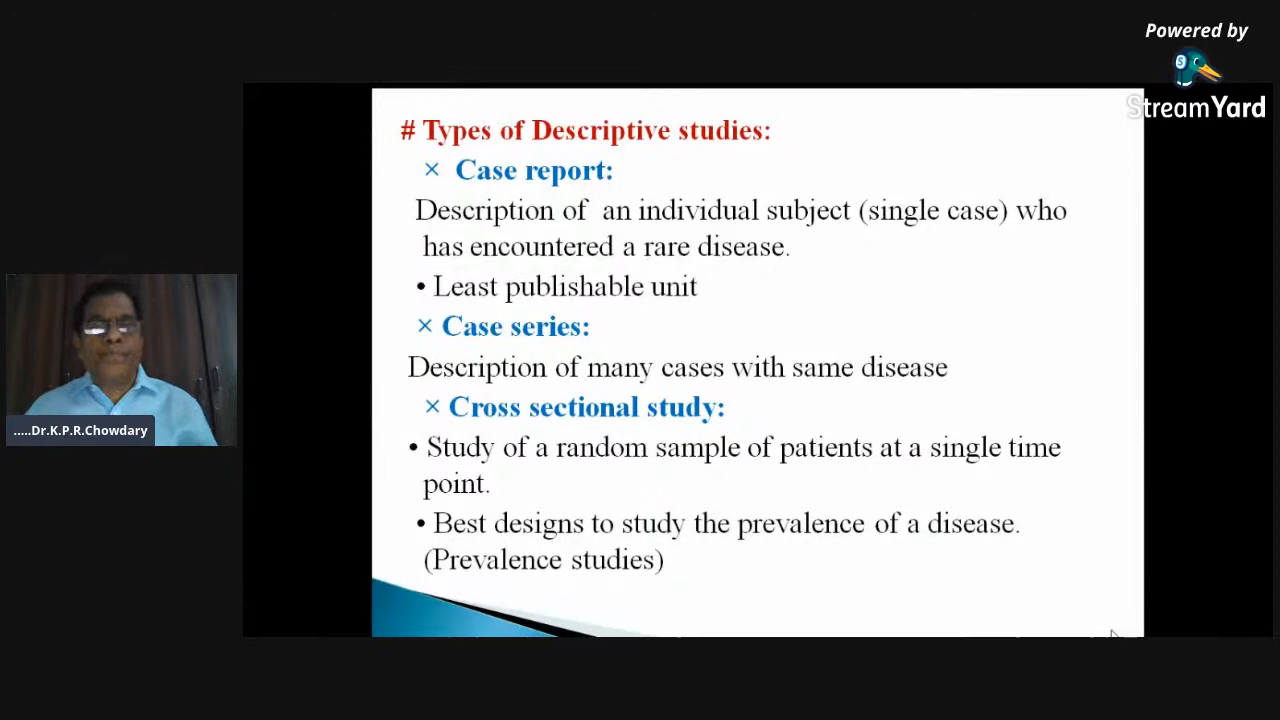 Powered by
StreamYard
# Types of Descriptive studies:
× Case report:
Description of an individual subject (single case) who
has encountered a rare disease.
• Least publishable unit
× Case series:
Description of many cases with same disease
× Cross sectional study:
• Study of a random sample of patients at a single time
point.
• Best designs to study the prevalence of a disease.
(Prevalence studies)
.....Dr.K.P.R.Chowdary